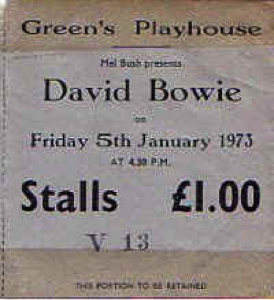 Green's Playhouse
Mel Bush presents
David Bowie
on
Friday 5th January 1973
AT 4.30 P.M.
Stalls £1.00
V 13
THIS PORTION TO BE RETAINED